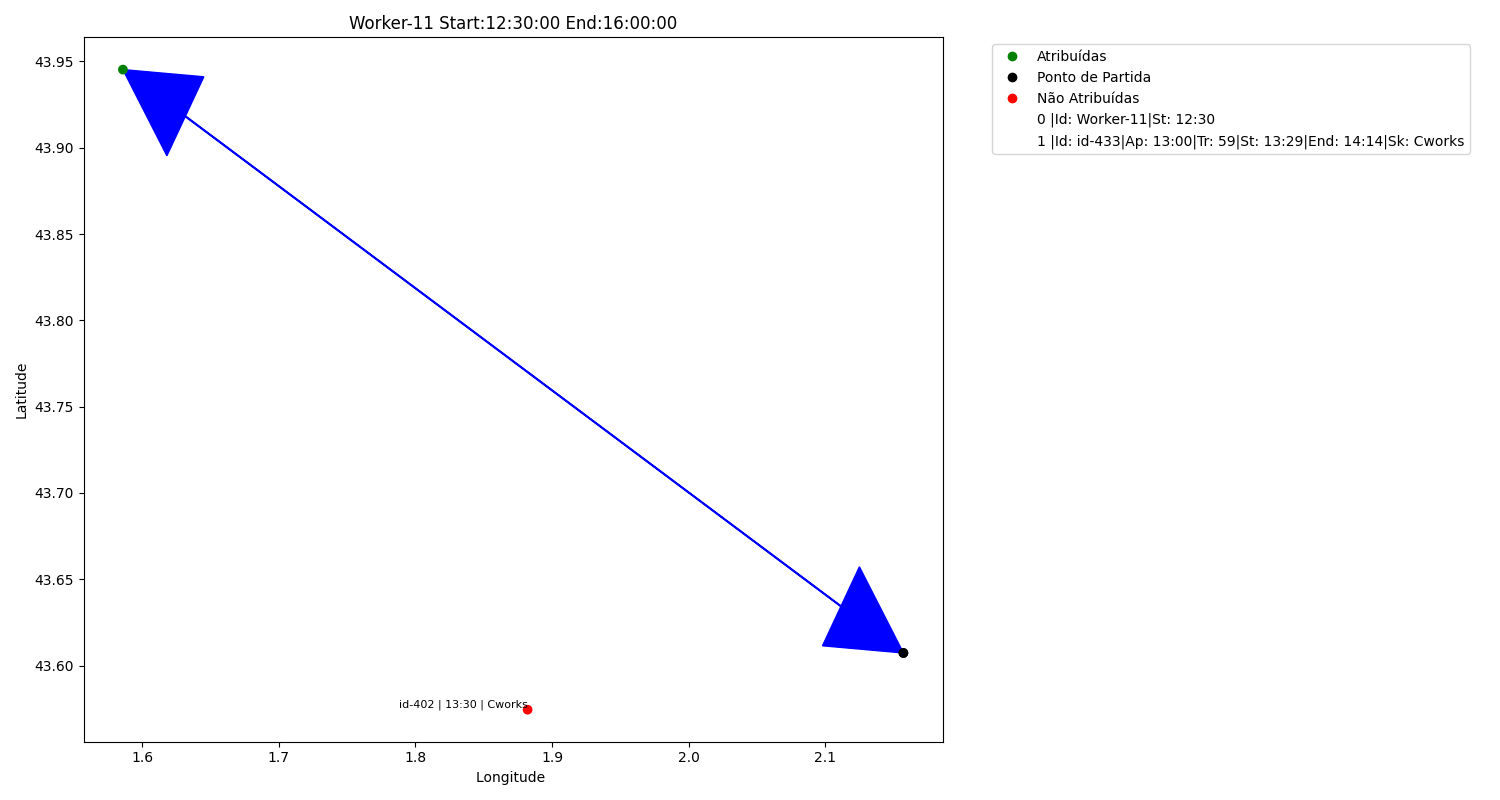 Worker-11 Start:12:30:00 End:16:00:00
Atribuídas
Ponto de Partida
Não Atribuídas
0 |Id: Worker-11|St: 12:30
1 |Id: id-433|Ap: 13:00|Tr: 59|St: 13:29|End: 14:14|Sk: Cworks
43.95
43.90
43.85
43.80
43.75
43.70
43.65
43.60
Latitude
id-402 | 13:30 | Cworks
1.6 1.7 1.8 1.9 2.0 2.1
Longitude